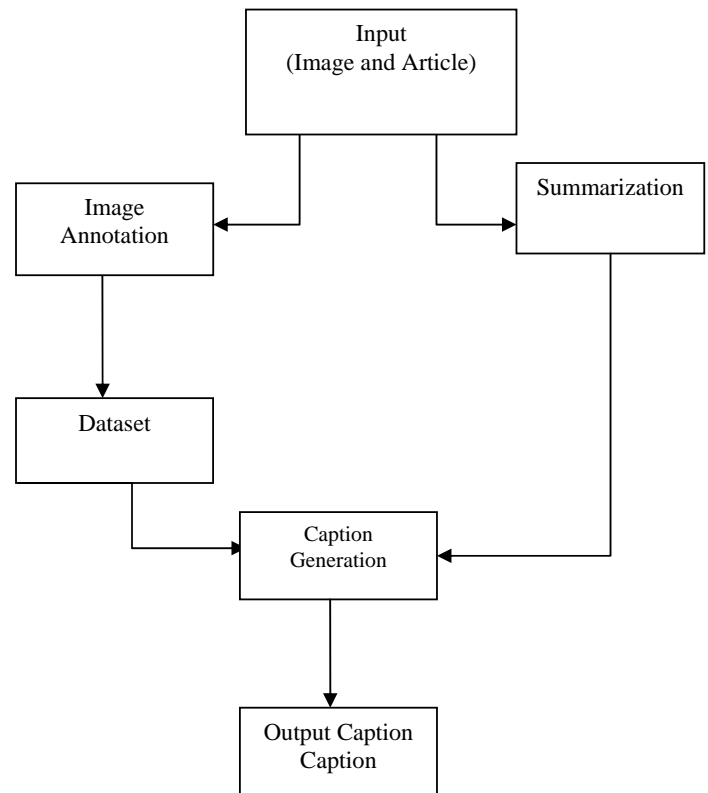 Input
(Image and Article)
Image
Annotation
Summarization
Dataset
Caption
Generation
Output Caption
Caption